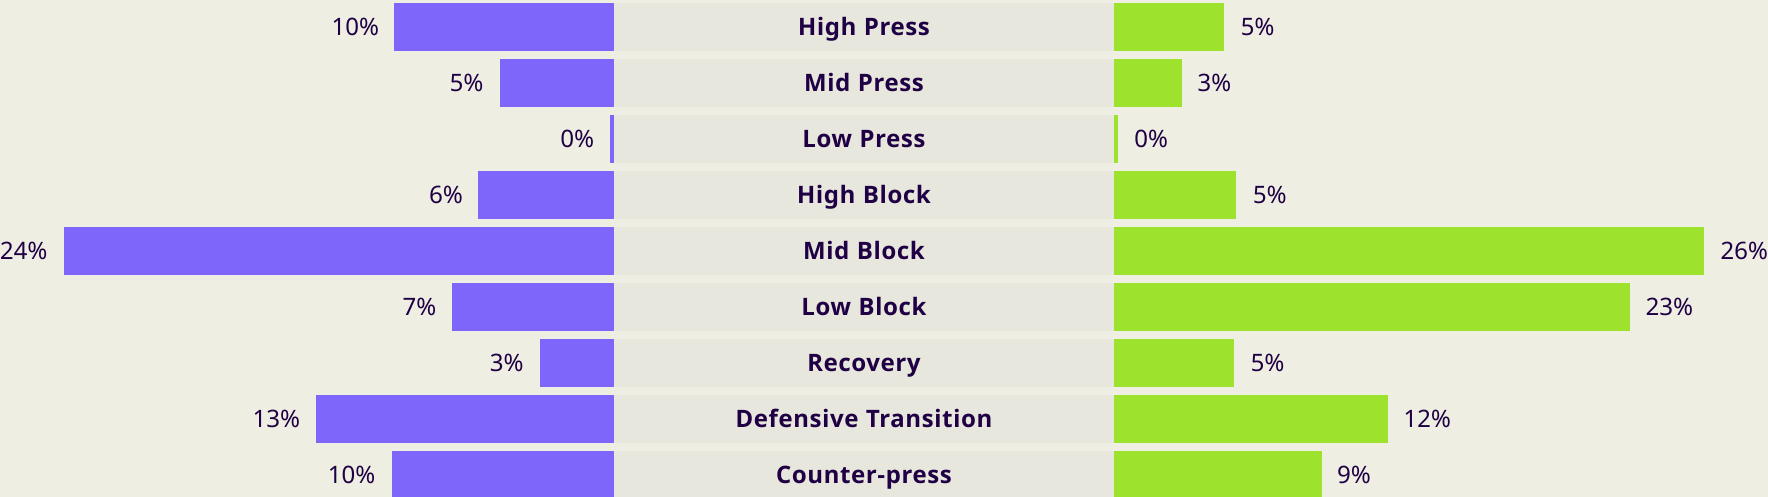 10% High Press 5%
5% Mid Press 3%
0% Low Press 0%
6% High Block 5%
24% Mid Block 26%
7% Low Block 23%
3% Recovery 5%
13% Defensive Transition 12%
10% Counter-press 9%